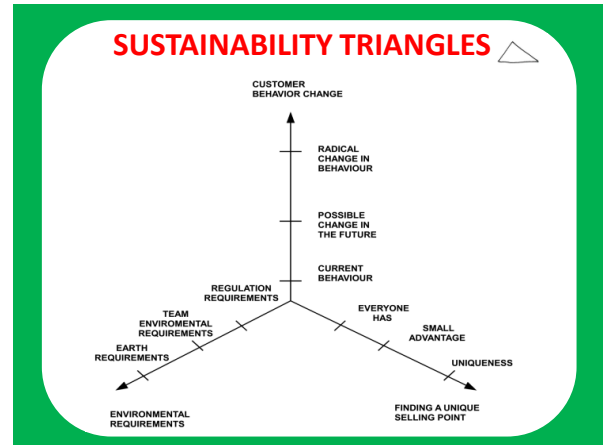 SUSTAINABILITY TRIANGLES
CUSTOMER
BEHAVIOR CHANGE
RADICAL
CHANGE IN
BEHAVIOUR
POSSIBLE
CHANGE IN
THE FUTURE
CURRENT
BEHAVIOUR
REGULATION
REQUIREMENTS
TEAM
ENVIROMENTAL
REQUIREMENTS
EARTH
REQUIREMENTS
ENVIRONMENTAL
REQUIREMENTS
EVERYONE
HAS
SMALL
ADVANTAGE
UNIQUENESS
FINDING A UNIQUE
SELLING POINT